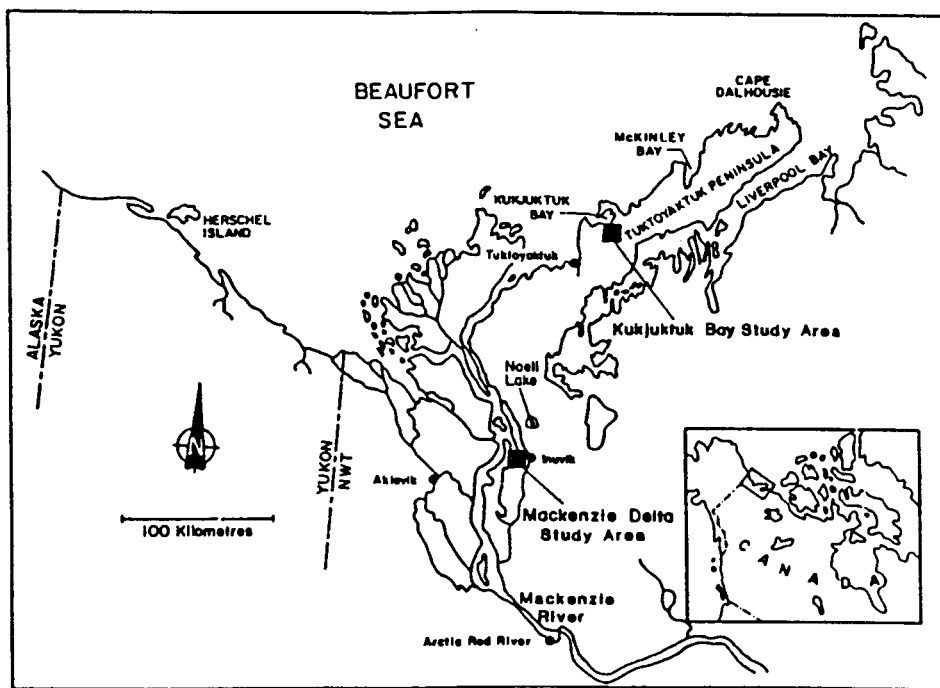 BEAUFORT
SEA
CAPE
DALHOUSIE
McKINLEY
BAY
TUKTOYAKTUK PENINSULA
LIVERPOOL BAY
KUKJUKTUK
BAY
HERSCHEL
ISLAND
Tuktoyaktuk
Kukjuktuk Bay Study Area
ALASKA
YUKON
Noell
Lake
N
YUKON
NWT
Aklavik
Inuvik
100 Kilometres
Mackenzie Delta
Study Area
CANADA
Mackenzie
River
Arctic Red River